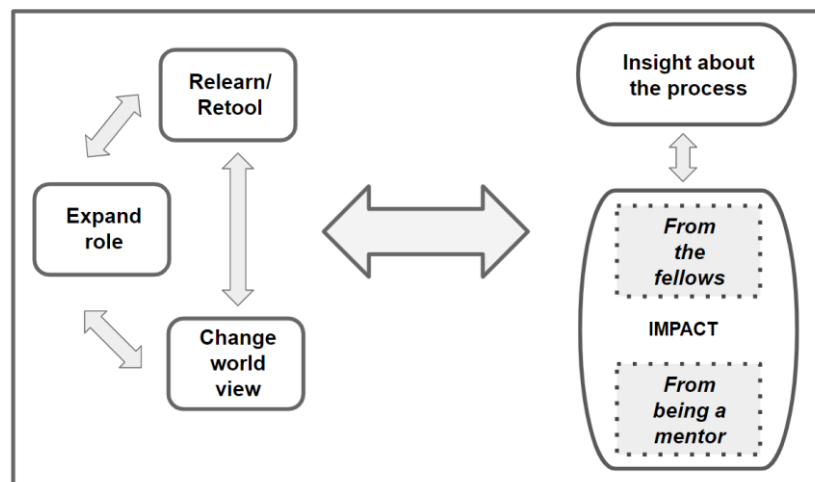 Relearn/
Retool
Expand
role
Change
world
view
Insight about
the process
From
the
fellows
IMPACT
From
being a
mentor